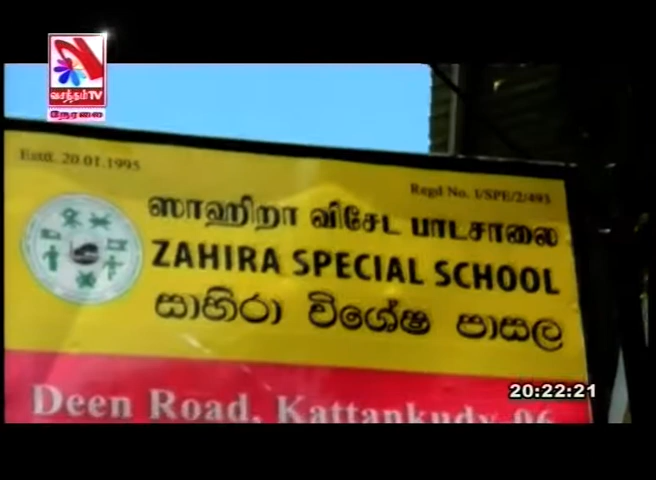 வசந்தம்TV
நேரலை
Estd. 20.01.1995
Regd No. I/SPE/2/493
ஸாஹிறா விசேட பாடசாலை
ZAHIRA SPECIAL SCHOOL
සාහිරා විශේෂ පාසල
Deen Road, Kattankudy-06
20:22:21